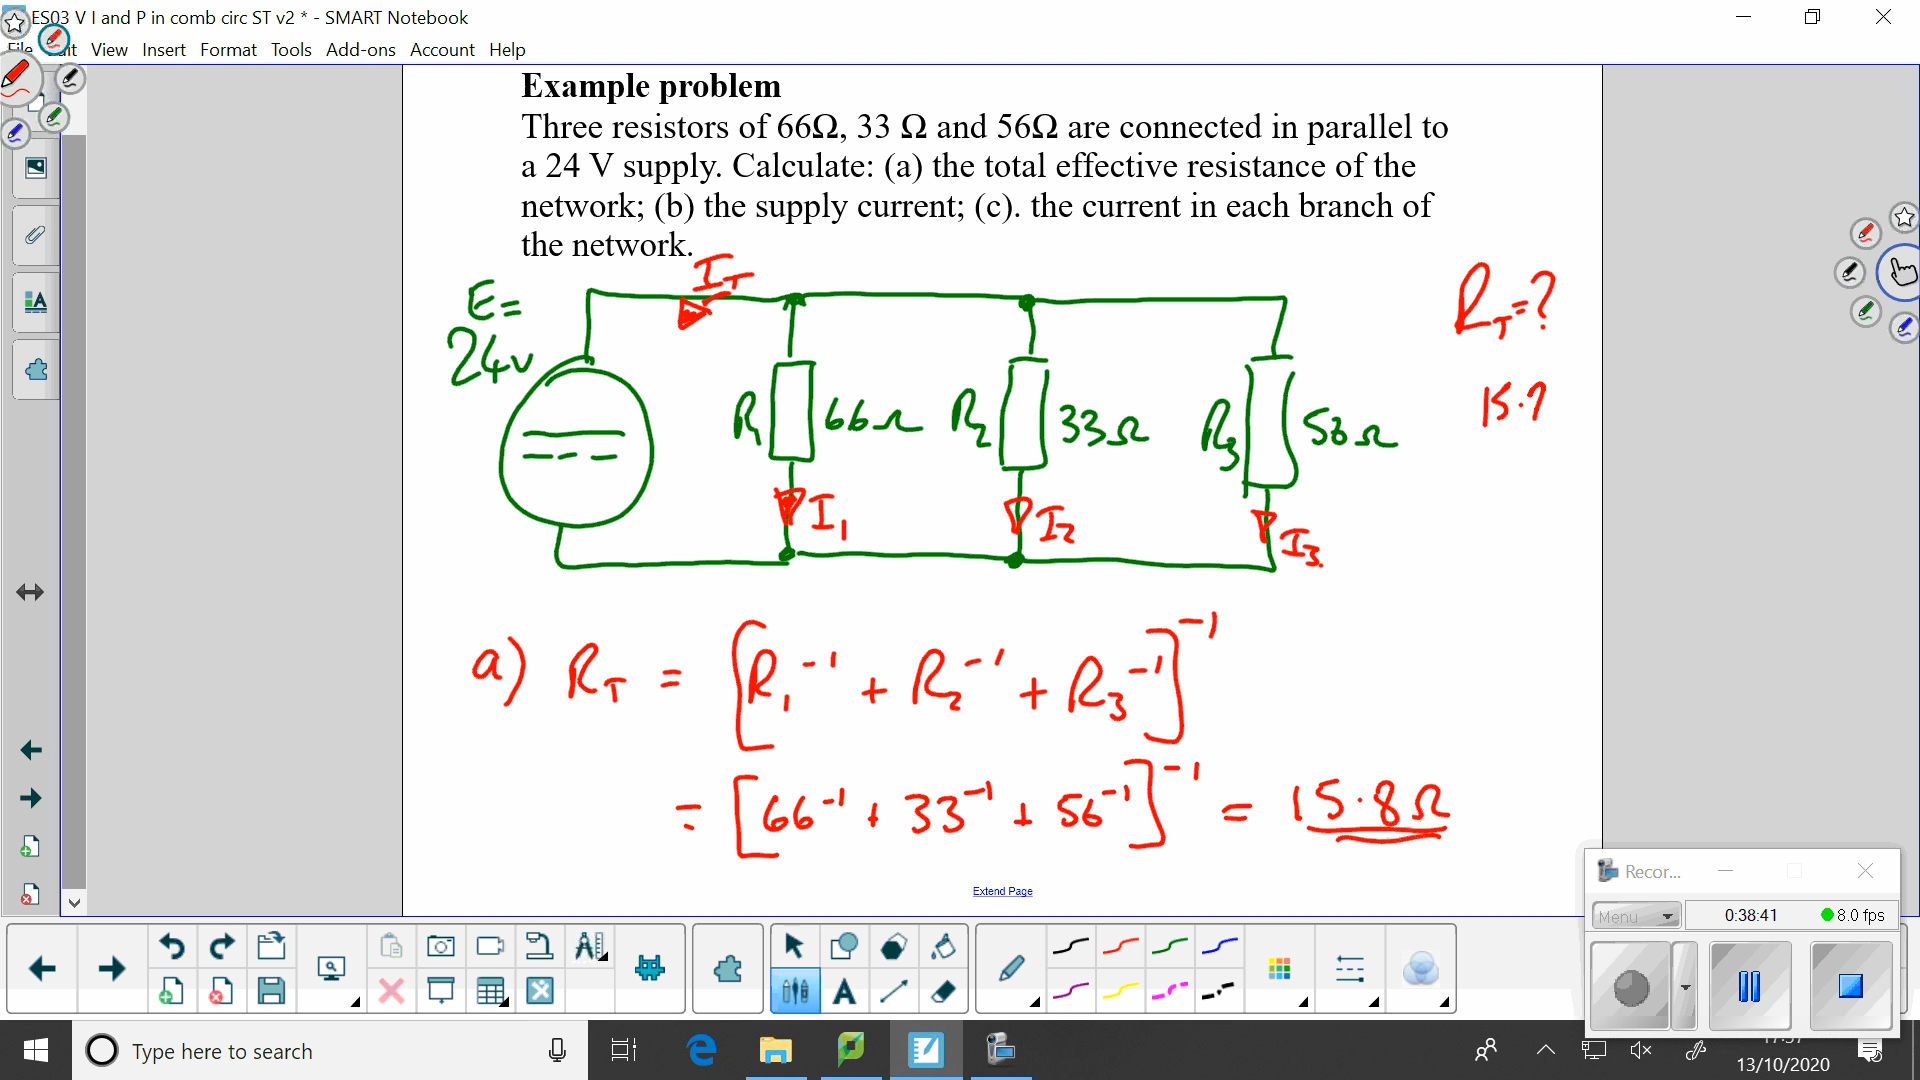 ES03 V I and P in comb circ ST v2 * - SMART Notebook
View Insert Format Tools Add-ons Account Help
Example problem
Three resistors of 66Ω, 33 Ω and 56Ω are connected in parallel to
a 24 V supply. Calculate: (a) the total effective resistance of the
network; (b) the supply current; (c). the current in each branch of
the network.
I_T
E=
24v
R_T=?
15.?
R₁ 66Ω R₂ 33Ω R₃ 56Ω
I₁ I₂ I₃
a) R_T = [R₁⁻¹ + R₂⁻¹ + R₃⁻¹]⁻¹
= [66⁻¹ + 33⁻¹ + 56⁻¹]⁻¹ = 15.8Ω
Extend Page
Recor...
Menu 0:38:41 8.0 fps
Type here to search
13/10/2020